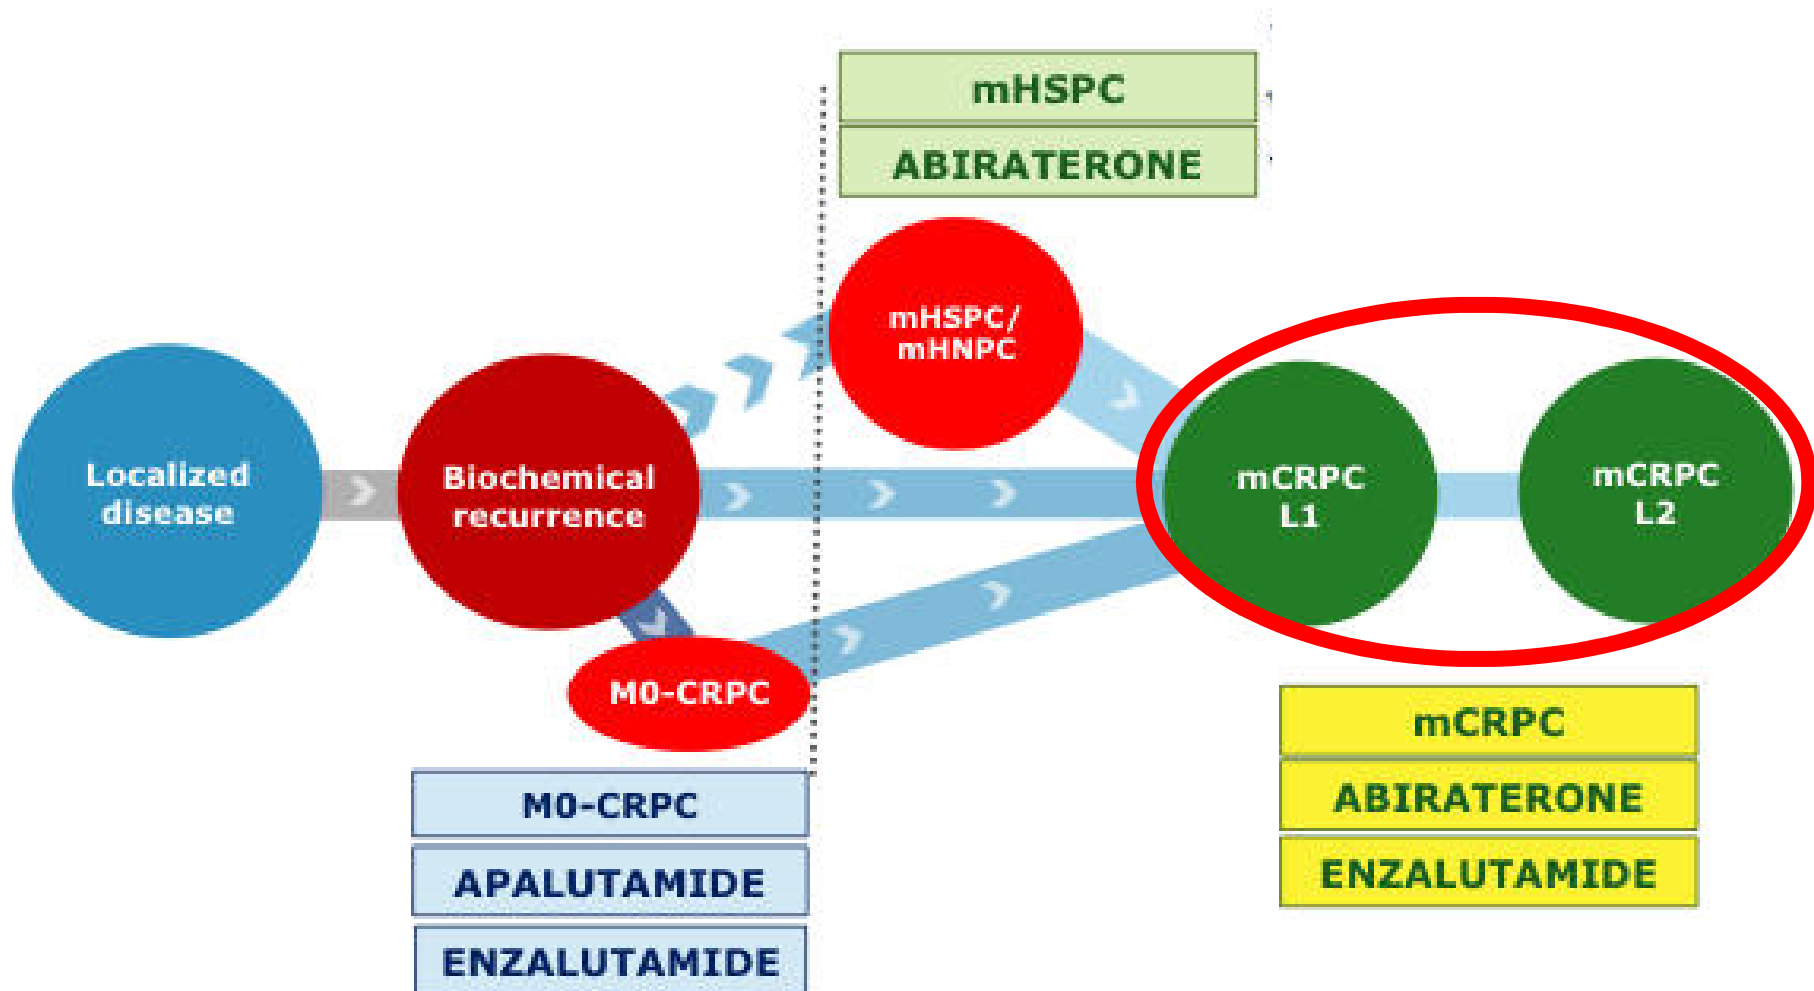 mHSPC
ABIRATERONE
mHSPC/
mHNPC
Localized
disease
Biochemical
recurrence
mCRPC
L1
mCRPC
L2
M0-CRPC
M0-CRPC
APALUTAMIDE
ENZALUTAMIDE
mCRPC
ABIRATERONE
ENZALUTAMIDE